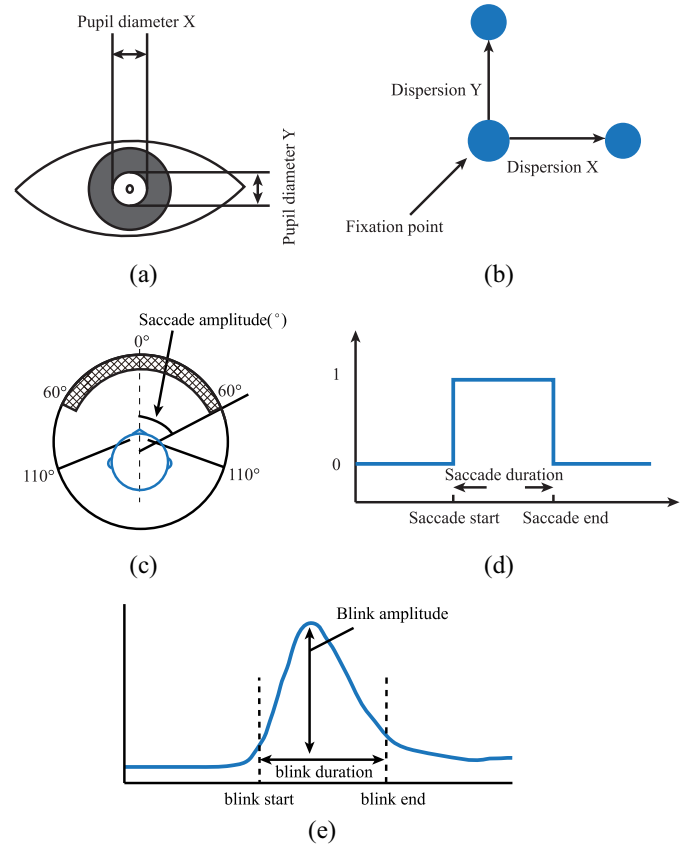 Pupil diameter X
Pupil diameter Y
(a)
Dispersion Y
Dispersion X
Fixation point
(b)
Saccade amplitude(°)
0°
60°
60°
110°
110°
(c)
1
0
Saccade duration
Saccade start
Saccade end
(d)
Blink amplitude
blink duration
blink start
blink end
(e)